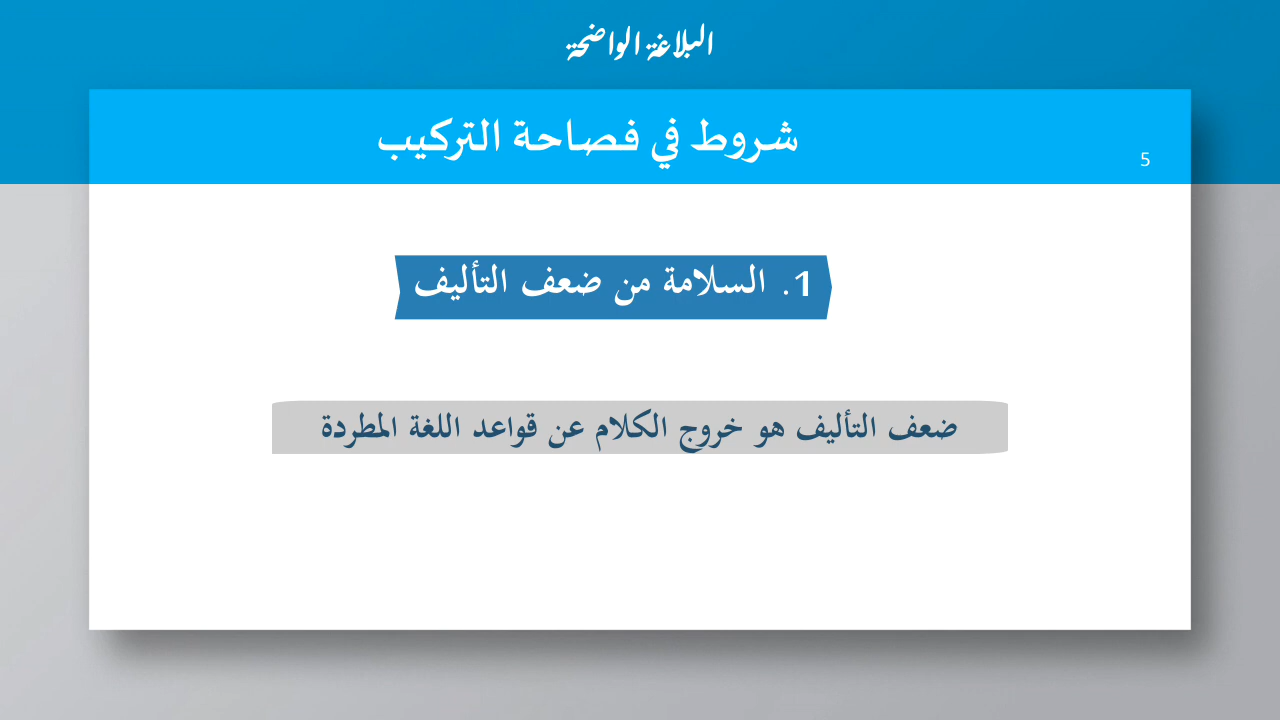 البلاغة الواضحة
شروط في فصاحة التركيب
5
1. السلامة من ضعف التأليف
ضعف التأليف هو خروج الكلام عن قواعد اللغة المطردة